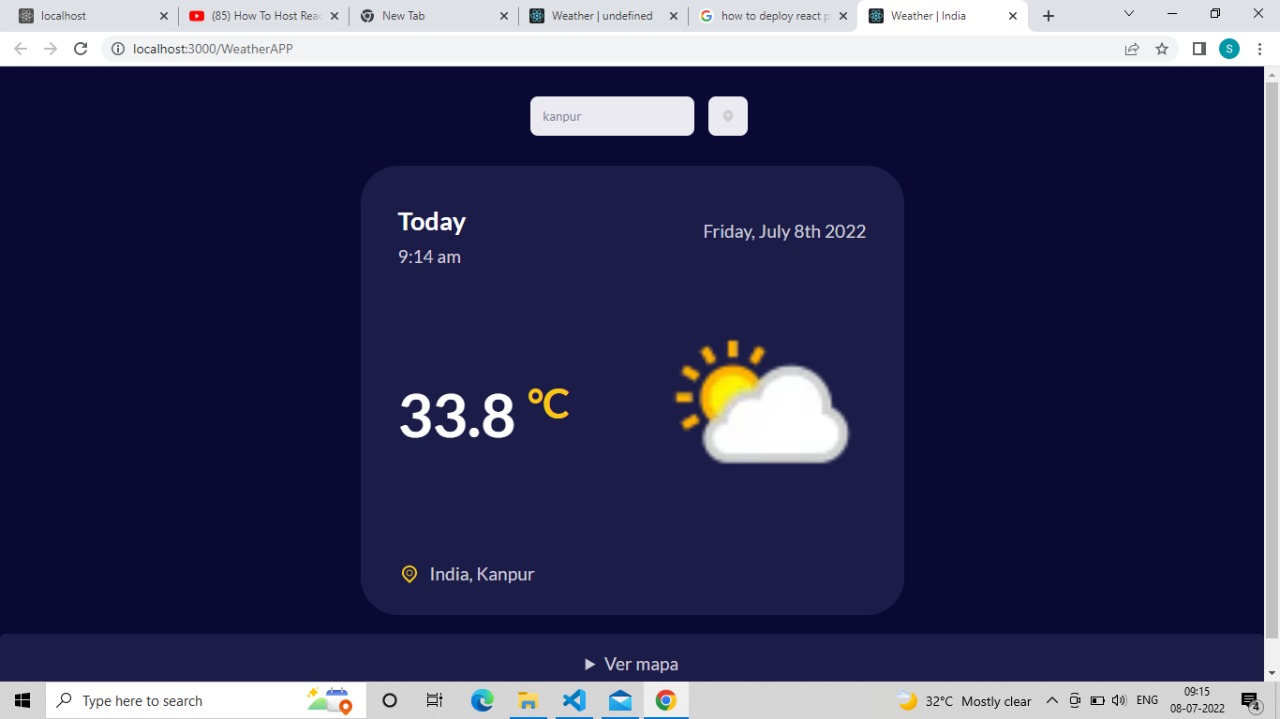 localhost
(85) How To Host Reac
New Tab
Weather | undefined
how to deploy react p
Weather | India
localhost:3000/WeatherAPP
S
kanpur
Today
Friday, July 8th 2022
9:14 am
33.8 °C
India, Kanpur
▶ Ver mapa
Type here to search
32°C Mostly clear
ENG
09:15
08-07-2022
4